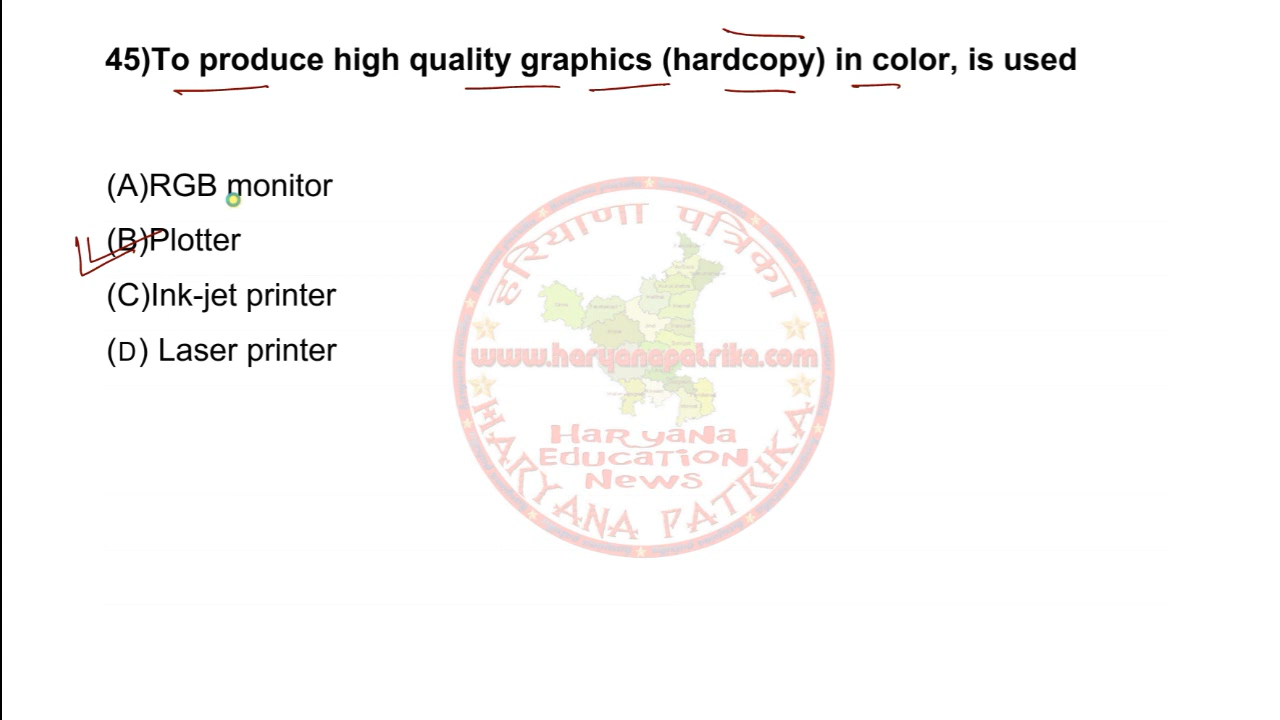 45)To produce high quality graphics (hardcopy) in color, is used
(A)RGB monitor
(B)Plotter
(C)Ink-jet printer
(D) Laser printer
हरियाणा पत्रिका
www.haryanapatrika.com
Haryana
Education
News
HARYANA PATRIKA